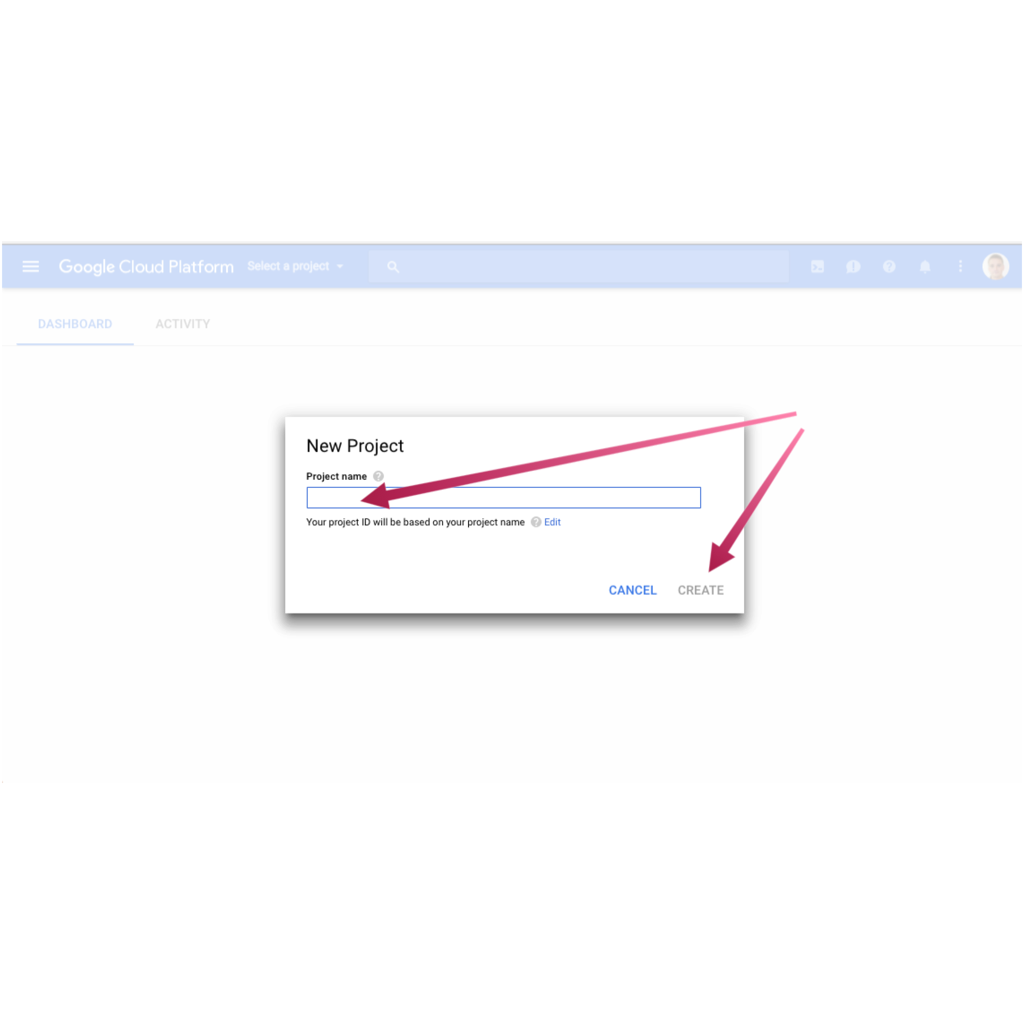 Google Cloud Platform Select a project
DASHBOARD ACTIVITY
New Project
Project name
Your project ID will be based on your project name Edit
CANCEL CREATE